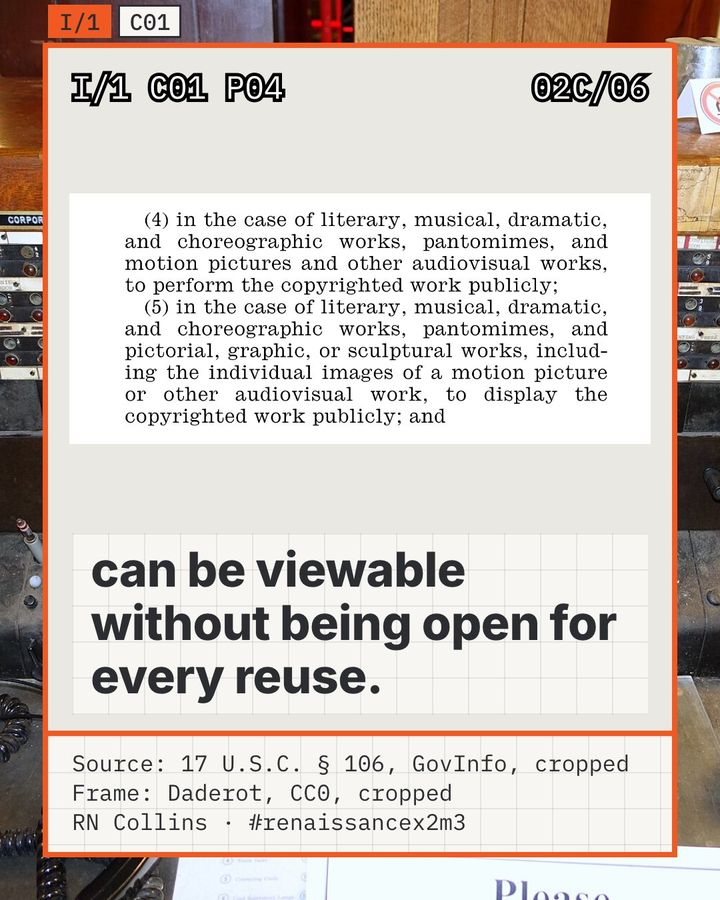 I/1 C01
I/1 C01 P04 02C/06
CORPOR
(4) in the case of literary, musical, dramatic,
and choreographic works, pantomimes, and
motion pictures and other audiovisual works,
to perform the copyrighted work publicly;
(5) in the case of literary, musical, dramatic,
and choreographic works, pantomimes, and
pictorial, graphic, or sculptural works, includ-
ing the individual images of a motion picture
or other audiovisual work, to display the
copyrighted work publicly; and
can be viewable
without being open for
every reuse.
Source: 17 U.S.C. § 106, GovInfo, cropped
Frame: Daderot, CC0, cropped
RN Collins · #renaissancex2m3
Please